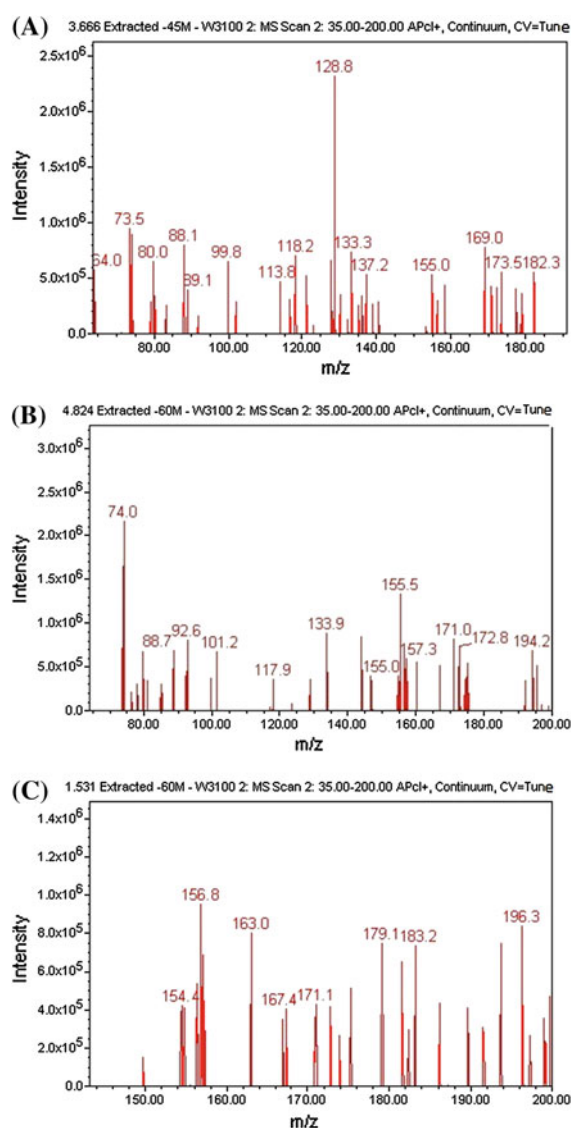 (A) 3.666 Extracted -45M - W3100 2: MS Scan 2: 35.00-200.00 APcI+, Continuum, CV=Tune
2.5x10⁶
2.0x10⁶
1.5x10⁶
1.0x10⁶
5.0x10⁵
0.0
Intensity
64.0
73.5
80.0
88.1
89.1
99.8
113.8
118.2
128.8
133.3
137.2
155.0
169.0
173.5
182.3
80.00 100.00 120.00 140.00 160.00 180.00
m/z
(B) 4.824 Extracted -60M - W3100 2: MS Scan 2: 35.00-200.00 APcI+, Continuum, CV=Tune
3.0x10⁶
2.5x10⁶
2.0x10⁶
1.5x10⁶
1.0x10⁶
5.0x10⁵
0.0
Intensity
74.0
88.7
92.6
101.2
117.9
133.9
155.0
155.5
157.3
171.0
172.8
194.2
80.00 100.00 120.00 140.00 160.00 180.00 200.00
m/z
(C) 1.531 Extracted -60M - W3100 2: MS Scan 2: 35.00-200.00 APcI+, Continuum, CV=Tune
1.4x10⁶
1.2x10⁶
1.0x10⁶
8.0x10⁵
6.0x10⁵
4.0x10⁵
2.0x10⁵
0.0
Intensity
154.4
156.8
163.0
167.4
171.1
179.1
183.2
196.3
150.00 160.00 170.00 180.00 190.00 200.00
m/z